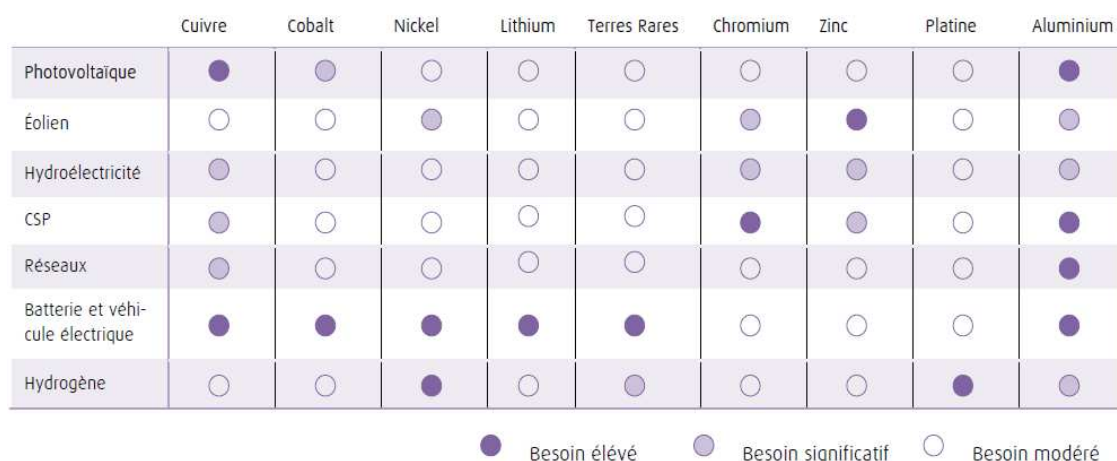 Cuivre Cobalt Nickel Lithium Terres Rares Chromium Zinc Platine Aluminium
Photovoltaïque
Éolien
Hydroélectricité
CSP
Réseaux
Batterie et véhi-
cule électrique
Hydrogène
Besoin élévé Besoin significatif Besoin modéré